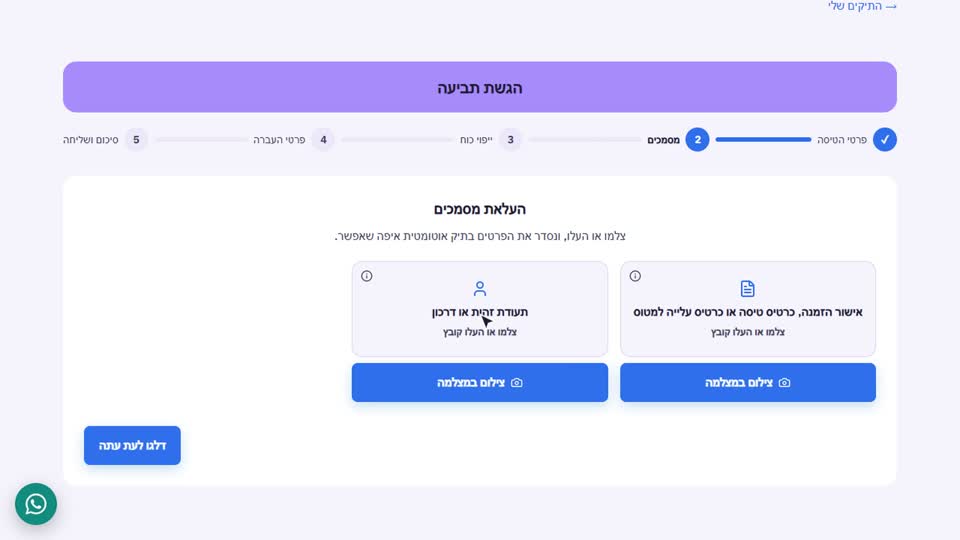 → התיקים שלי
הגשת תביעה
✓ פרטי הטיסה
2 מסמכים
3 ייפוי כוח
4 פרטי העברה
5 סיכום ושליחה
העלאת מסמכים
צלמו או העלו, ונסדר את הפרטים בתיק אוטומטית איפה שאפשר.
אישור הזמנה, כרטיס טיסה או כרטיס עלייה למטוס
צלמו או העלו קובץ
צילום במצלמה
תעודת זהות או דרכון
צלמו או העלו קובץ
צילום במצלמה
דלגו לעת עתה